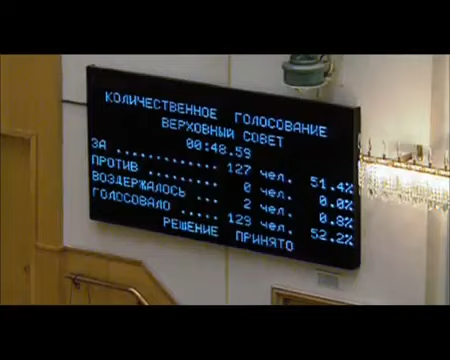 КОЛИЧЕСТВЕННОЕ ГОЛОСОВАНИЕ
ВЕРХОВНЫЙ СОВЕТ
00:48.59
ЗА ............. 127 чел. 51.4%
ПРОТИВ ......... 0 чел. 0.0%
ВОЗДЕРЖАЛОСЬ ... 2 чел. 0.8%
ГОЛОСОВАЛО ..... 129 чел. 52.2%
РЕШЕНИЕ ПРИНЯТО